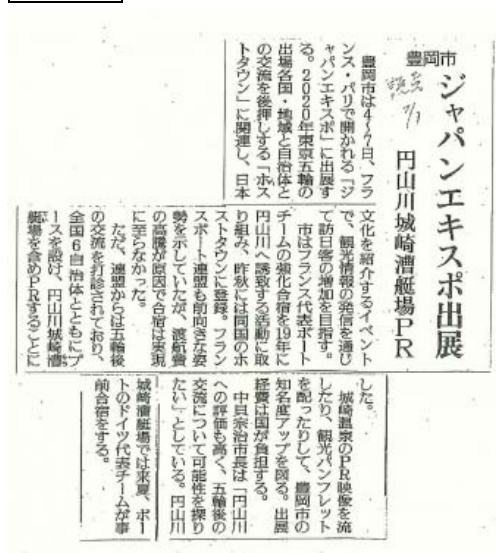 豊岡市
ジャパンエキスポ出展
円山川城崎漕艇場PR
7/1
豊岡市は4〜7日、フラ
ンス・パリで開かれる「ジ
ャパンエキスポ」に出展す
る。2020年東京五輪の
出場各国・地域と自治体と
の交流を後押しする「ホス
トタウン」に関連し、日本
文化を紹介するイベント
で、観光情報の発信を通じ
て訪日客の増加を目指す。
市はフランス代表ボート
チームの強化合宿を19年に
円山川へ誘致する活動に取
り組み、昨秋には同国のホ
ストタウンに登録。フラン
スボート連盟も前向きな姿
勢を示していたが、渡航費
の高騰が原因で合宿は実現
に至らなかった。
ただ、連盟からは五輪後
の交流を打診されており、
全国6自治体とともにブ
ースを設け、円山川城崎漕
艇場を含めPRすることに
した。
城崎温泉のPR映像を流
したり、観光パンフレット
を配ったりして、豊岡市の
知名度アップを図る。出展
経費は国が負担する。
中貝宗治市長は「円山川
への評価も高く、五輪後の
交流について可能性を探り
たい」としている。円山川
城崎漕艇場では来夏、ボー
トのドイツ代表チームが事
前合宿をする。